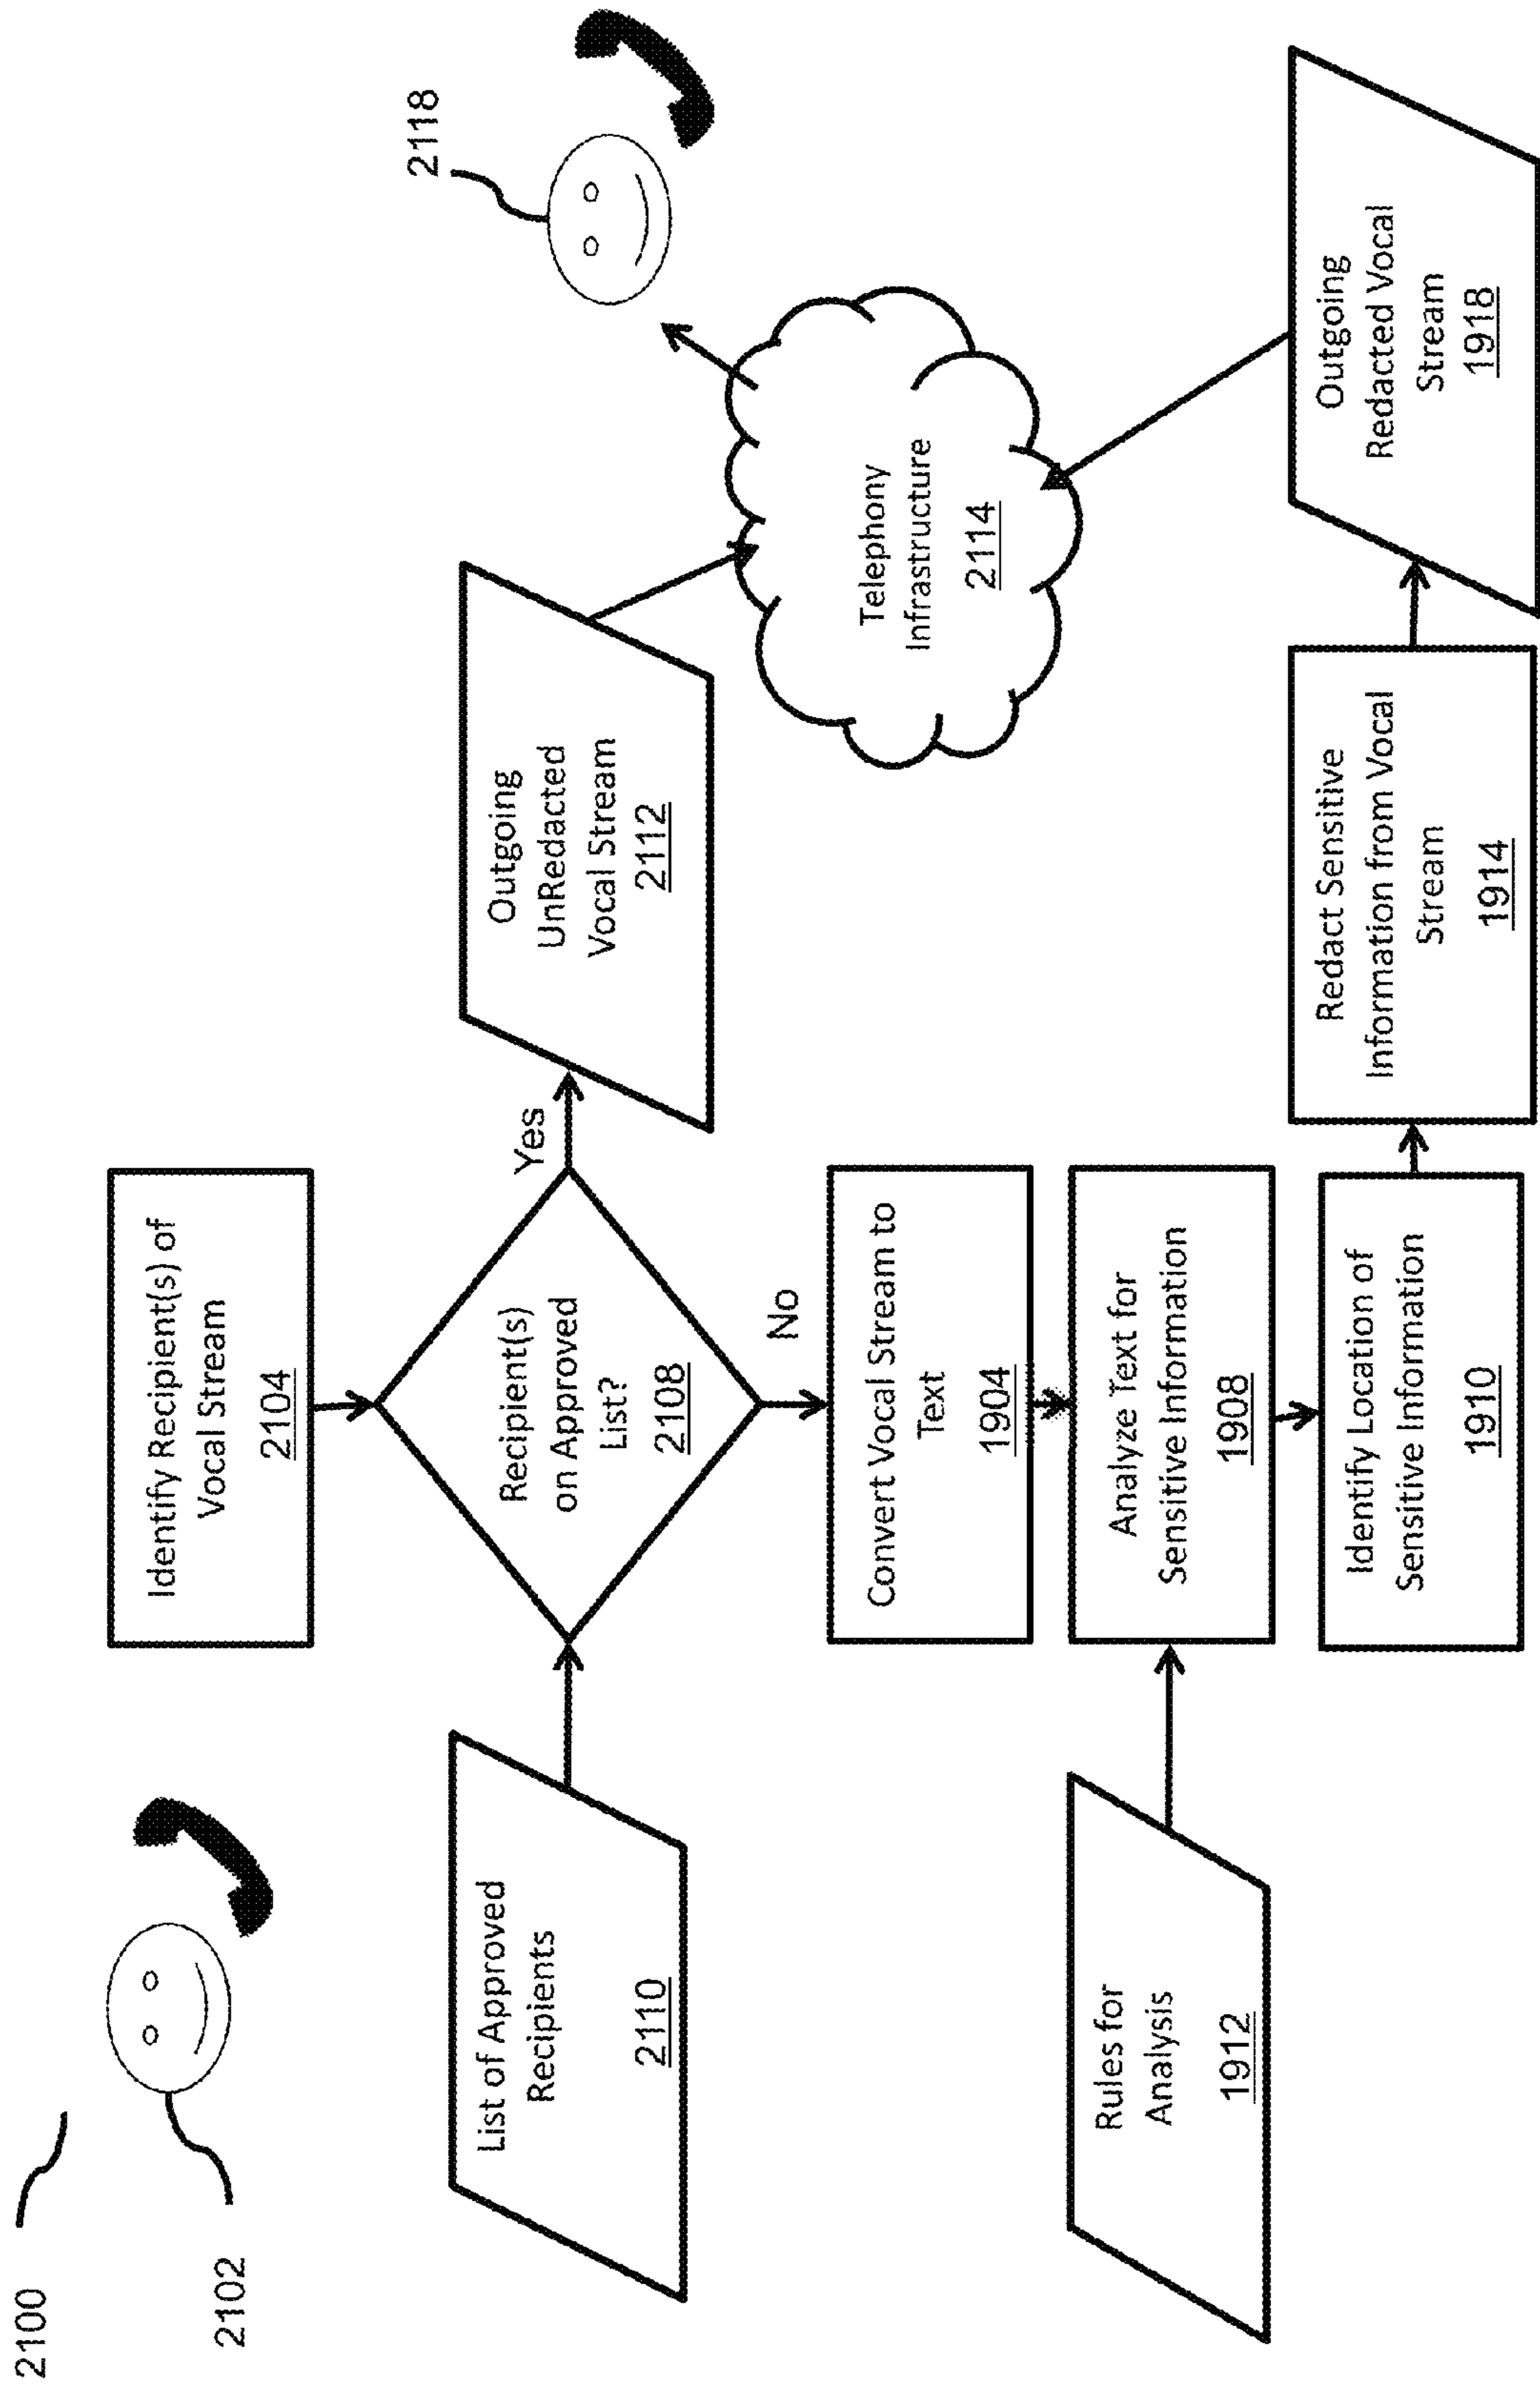 2100
2102
Identify Recipient(s) of
Vocal Stream
2104
2118
List of Approved
Recipients
2110
Recipient(s)
on Approved
List?
2108
Yes
Outgoing
UnRedacted
Vocal Stream
2112
No
Telephony
Infrastructure
2114
Convert Vocal Stream to
Text
1904
Rules for
Analysis
1912
Analyze Text for
Sensitive Information
1908
Identify Location of
Sensitive Information
1910
Redact Sensitive
Information from Vocal
Stream
1914
Outgoing
Redacted Vocal
Stream
1918